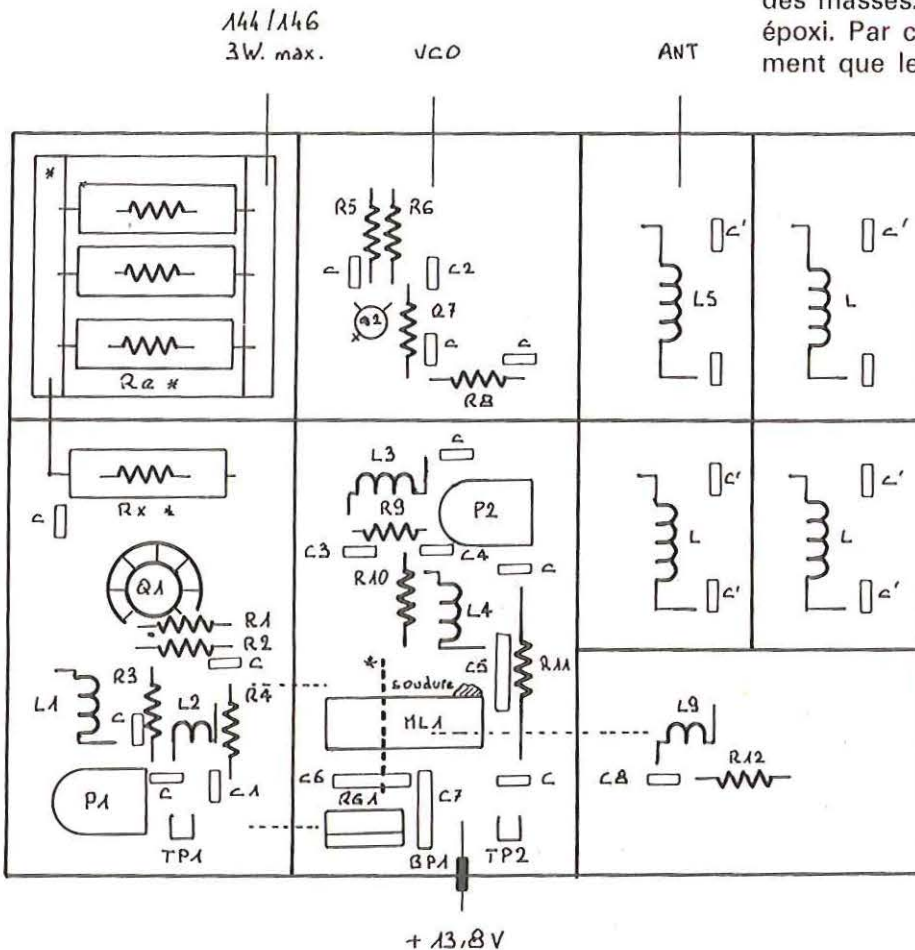 des masses.
époxi. Par c
ment que le
144/146
3W. max.
VCO
ANT
*
*
Ra *
R5
R6
C
C2
Q2
x
Q7
C
C
R8
C'
L5
C'
L
Rx *
C
Q1
R1
R2
C
R3
L1
L2
R4
C
C
C1
P1
TP1
L3
C
R9
P2
C3
C4
R10
C
L4
*
C5
R11
soudure
ML1
C6
C
RG1
C7
BP1
TP2
C'
L
C'
C'
L
C'
L9
C8
R12
+ 13,8 V